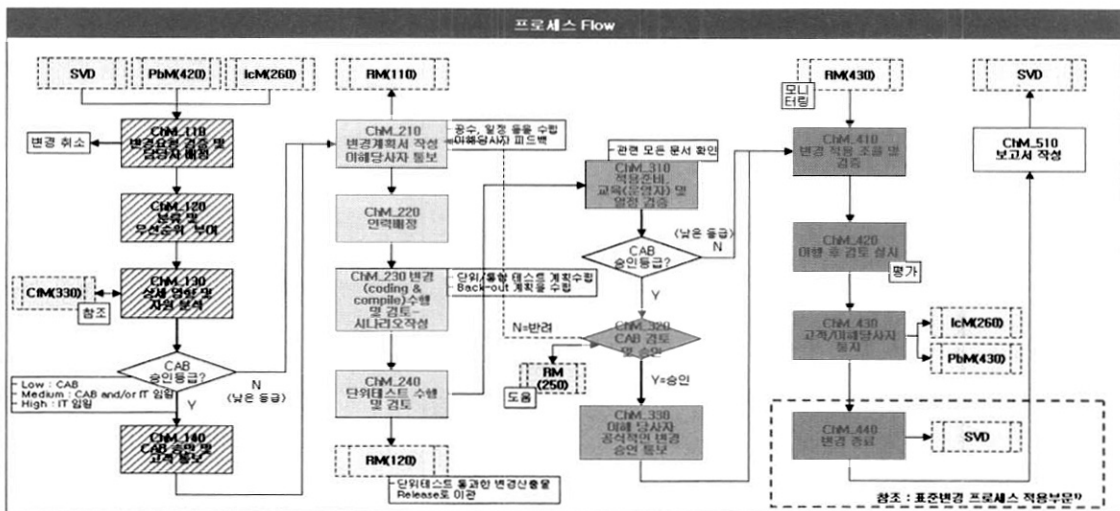 프로세스 Flow
SVD
PbM(420)
IcM(260)
변경 취소
ChM_110
변경요청 검증 및
담당자 배정
ChM_120
분류 및
우선순위 부여
CfM(330)
참조
ChM_130
상세 영향 및
자원 분석
CAB
승인등급?
- Low : CAB
- Medium : CAB and/or IT 임원
- High : IT 임원
N
(낮은 등급)
Y
ChM_140
CAB 승인 및
고객 통보
RM(110)
ChM_210
변경계획서 작성
이해당사자 통보
공수, 일정 등을 수립
이해당사자 피드백
ChM_220
인력배정
ChM_230 변경
(coding &
compile)수행
및 검토-
시나리오작성
단위/통합 테스트 계획수립
Back-out 계획을 수립
ChM_240
단위테스트 수행
및 검토
RM(120)
단위테스트 통과한 변경산출물
Release로 이관
관련 모든 문서 확인
ChM_310
적용준비,
교육(운영자) 및
일정 검증
CAB
승인등급?
(낮은 등급)
N
Y
N=반려
ChM_320
CAB 검토
및 승인
RM
(250)
도움
Y=승인
ChM_330
이해 당사자
공식적인 변경
승인 통보
RM(430)
모니
터링
ChM_410
변경 적용 조율 및
검증
ChM_420
이행 후 검토 실시
평가
ChM_430
고객/이해당사자
통지
IcM(260)
PbM(430)
ChM_440
변경 종료
SVD
참조 : 표준변경 프로세스 적용부문
SVD
ChM_510
보고서 작성